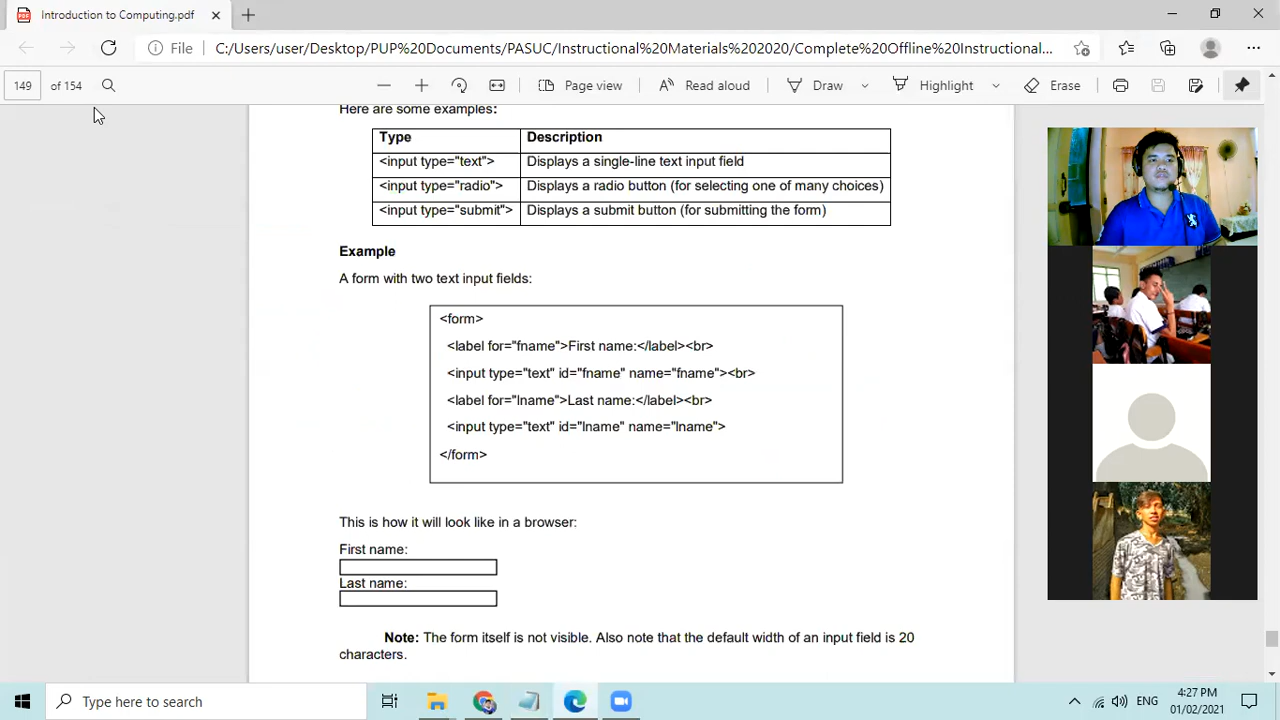 Introduction to Computing.pdf
File
C:/Users/user/Desktop/PUP%20Documents/PASUC/Instructional%20Materials%202020/Complete%20Offline%20Instructional...
149 of 154
Page view
Read aloud
Draw
Highlight
Erase
Here are some examples:
Type Description
<input type="text"> Displays a single-line text input field
<input type="radio"> Displays a radio button (for selecting one of many choices)
<input type="submit"> Displays a submit button (for submitting the form)
Example
A form with two text input fields:
<form>
<label for="fname">First name:</label><br>
<input type="text" id="fname" name="fname"><br>
<label for="lname">Last name:</label><br>
<input type="text" id="lname" name="lname">
</form>
This is how it will look like in a browser:
First name:
Last name:
Note: The form itself is not visible. Also note that the default width of an input field is 20
characters.
Type here to search
ENG
4:27 PM
01/02/2021